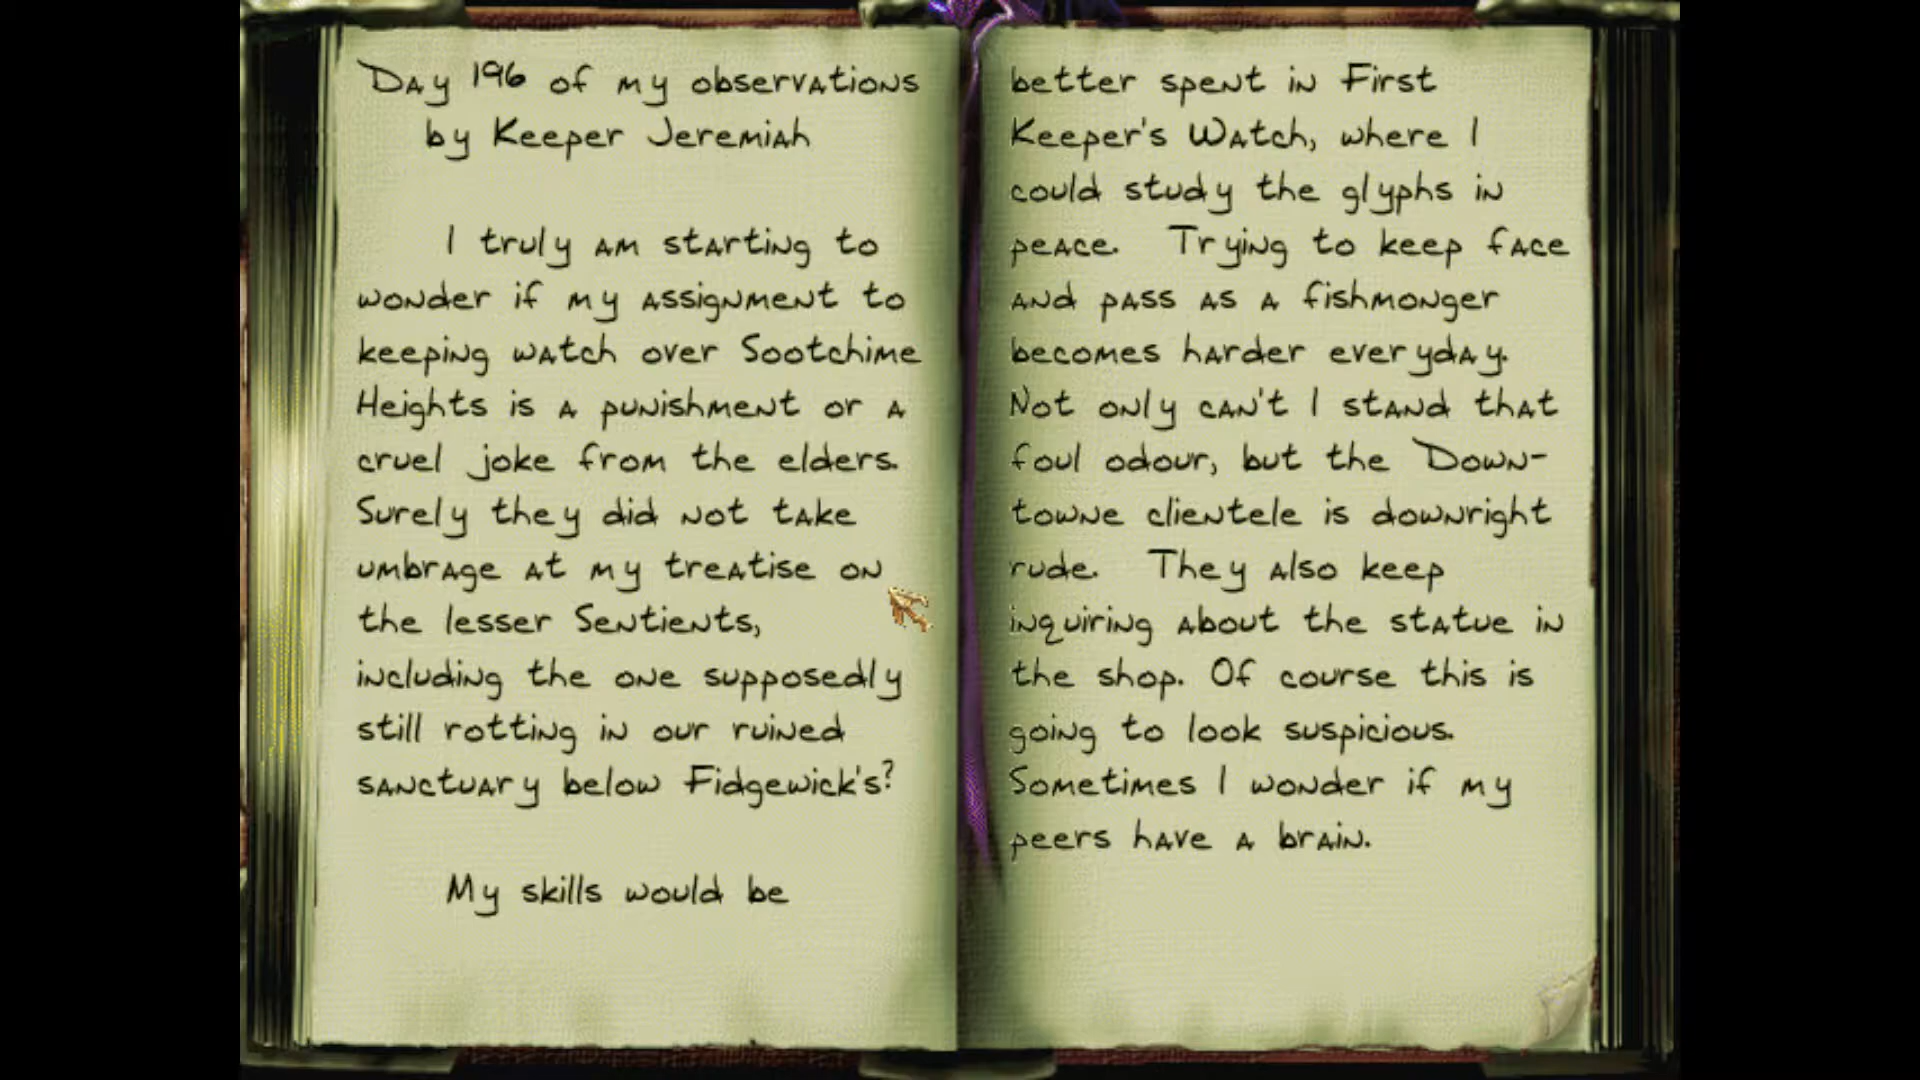 Day 196 of my observations
by Keeper Jeremiah
I truly am starting to
wonder if my assignment to
keeping watch over Sootchime
Heights is a punishment or a
cruel joke from the elders.
Surely they did not take
umbrage at my treatise on
the lesser Sentients,
including the one supposedly
still rotting in our ruined
sanctuary below Fidgewick's?
My skills would be
better spent in First
Keeper's Watch, where I
could study the glyphs in
peace. Trying to keep face
and pass as a fishmonger
becomes harder everyday.
Not only can't I stand that
foul odour, but the Down-
towne clientele is downright
rude. They also keep
inquiring about the statue in
the shop. Of course this is
going to look suspicious.
Sometimes I wonder if my
peers have a brain.